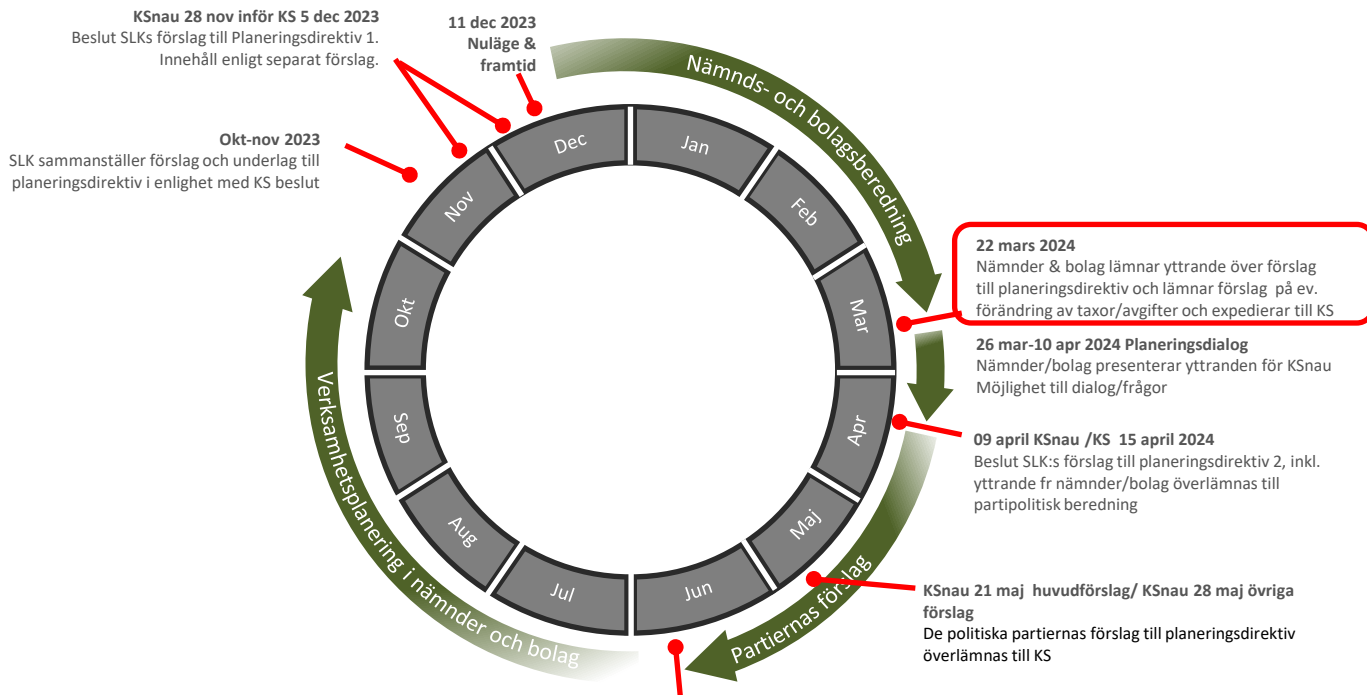 KSnau 28 nov inför KS 5 dec 2023
Beslut SLKs förslag till Planeringsdirektiv 1.
Innehåll enligt separat förslag.
11 dec 2023
Nuläge &
framtid
Okt-nov 2023
SLK sammanställer förslag och underlag till
planeringsdirektiv i enlighet med KS beslut
Nämnds- och bolagsberedning
Jan
Feb
Mar
Apr
Maj
Jun
Jul
Aug
Sep
Okt
Nov
Dec
22 mars 2024
Nämnder & bolag lämnar yttrande över förslag
till planeringsdirektiv och lämnar förslag på ev.
förändring av taxor/avgifter och expedierar till KS
26 mar-10 apr 2024 Planeringsdialog
Nämnder/bolag presenterar yttranden för KSnau
Möjlighet till dialog/frågor
09 april KSnau /KS 15 april 2024
Beslut SLK:s förslag till planeringsdirektiv 2, inkl.
yttrande fr nämnder/bolag överlämnas till
partipolitisk beredning
KSnau 21 maj huvudförslag/ KSnau 28 maj övriga
förslag
De politiska partiernas förslag till planeringsdirektiv
överlämnas till KS
Partiernas förslag
Verksamhetsplanering i nämnder och bolag